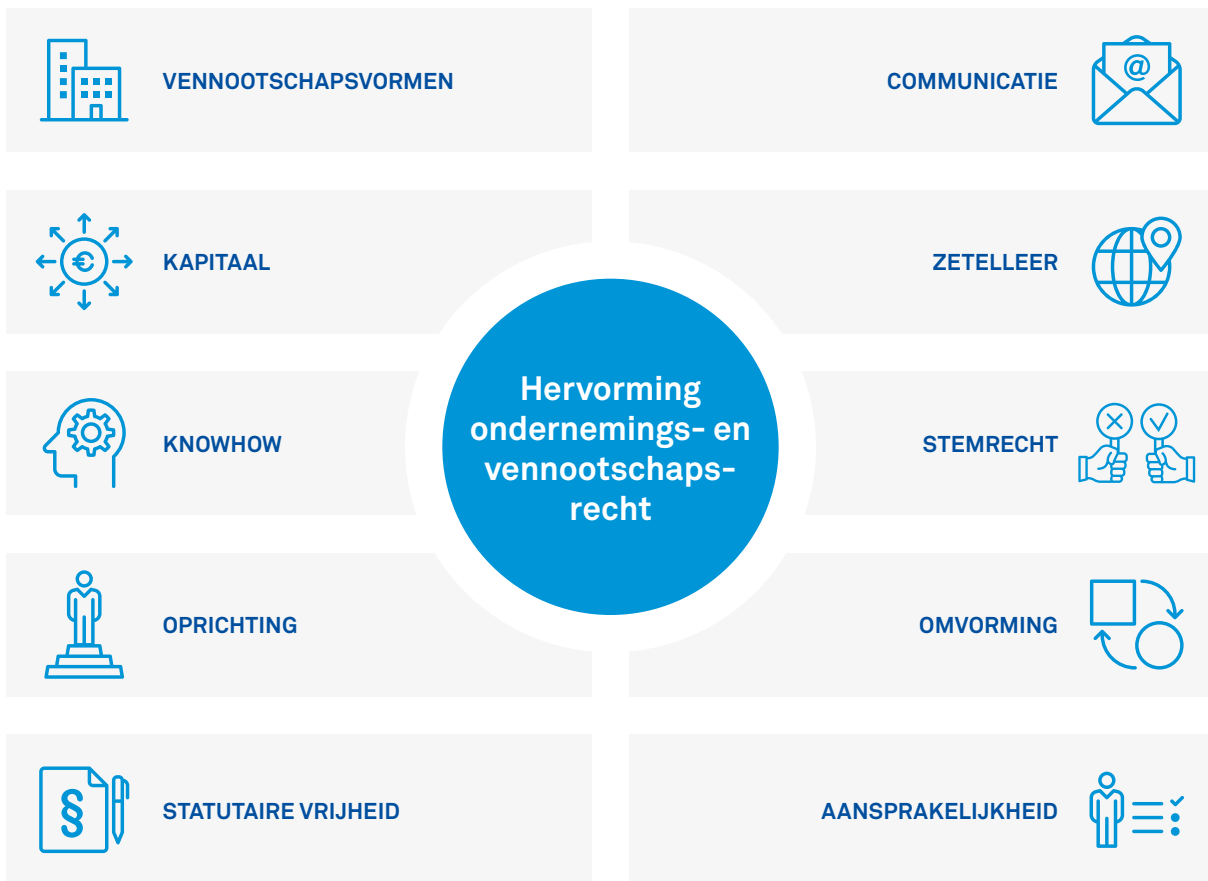 VENNOOTSCHAPSVORMEN
KAPITAAL
€
KNOWHOW
OPRICHTING
STATUTAIRE VRIJHEID
§
Hervorming
ondernemings- en
vennootschaps-
recht
COMMUNICATIE
@
ZETELLEER
STEMRECHT
OMVORMING
AANSPRAKELIJKHEID